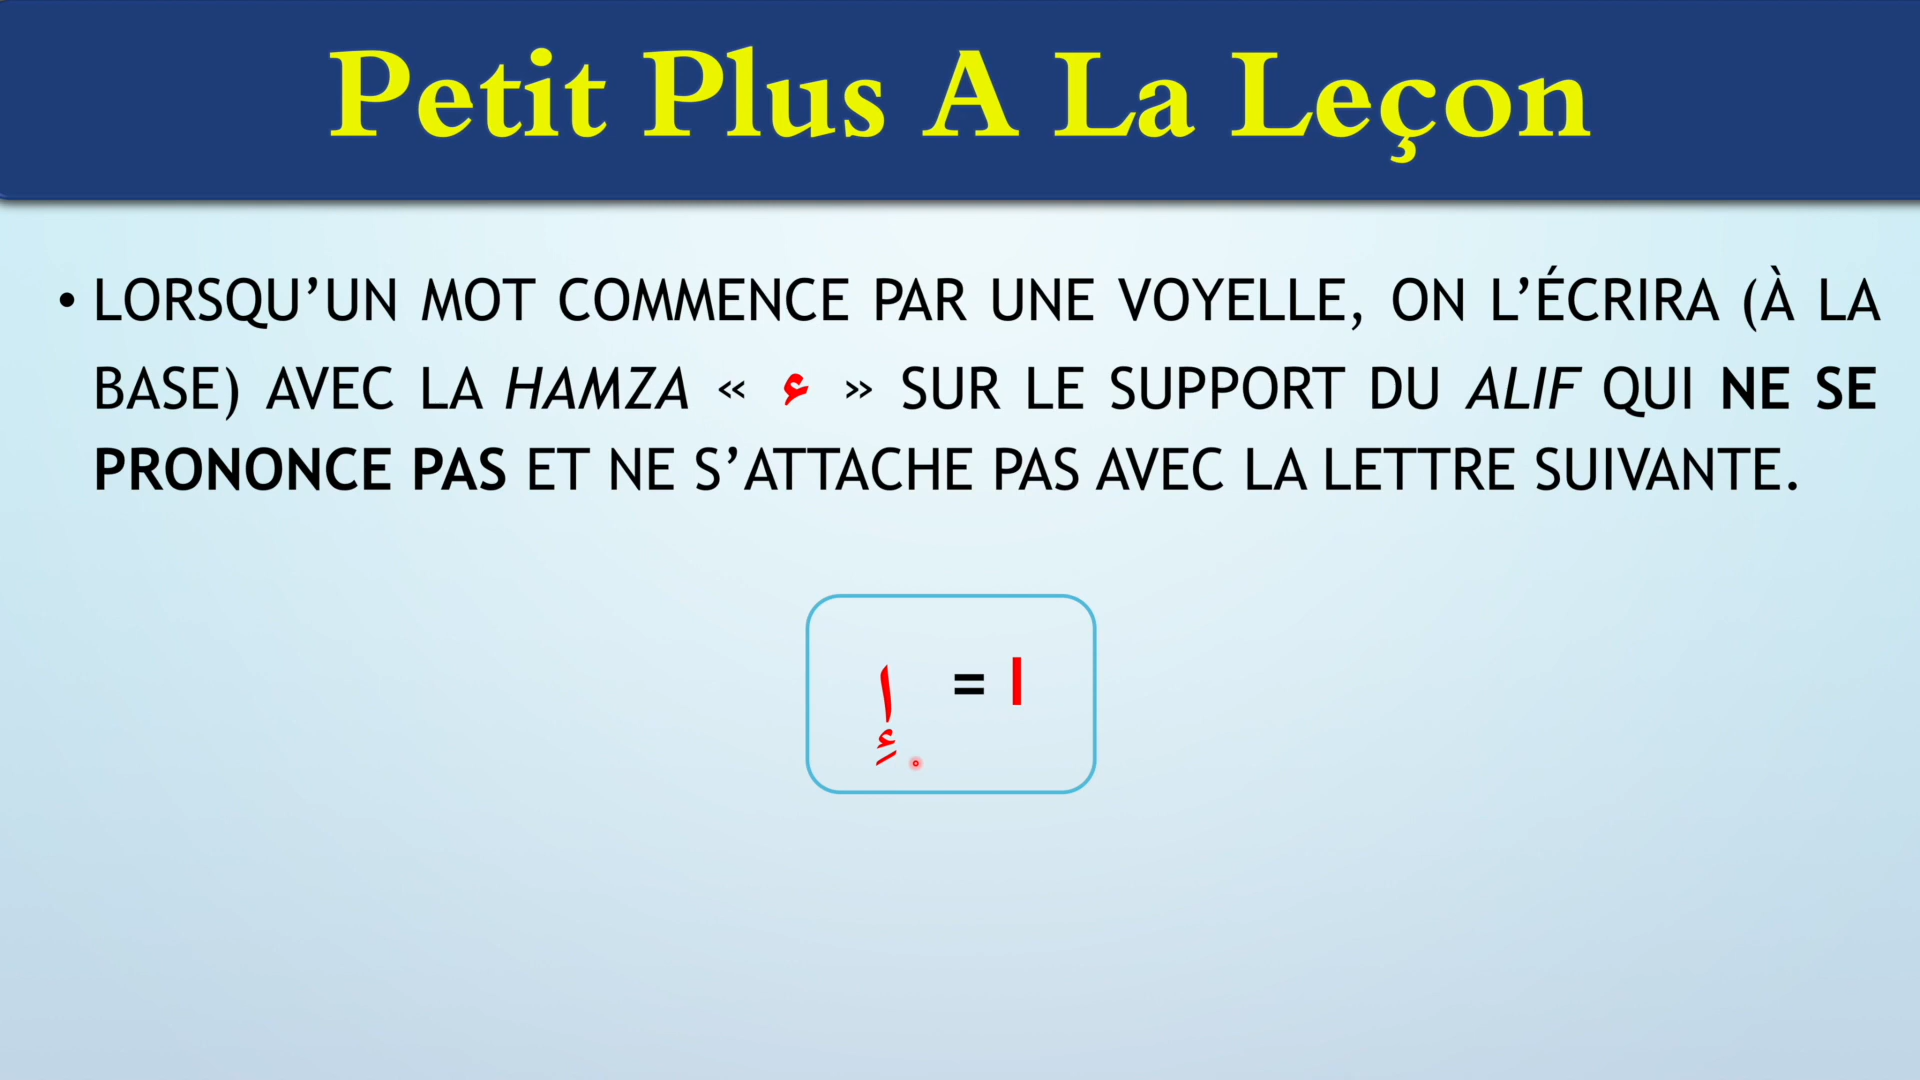 Petit Plus A La Leçon
• LORSQU’UN MOT COMMENCE PAR UNE VOYELLE, ON L’ÉCRIRA (À LA
BASE) AVEC LA HAMZA « ء » SUR LE SUPPORT DU ALIF QUI NE SE
PRONONCE PAS ET NE S’ATTACHE PAS AVEC LA LETTRE SUIVANTE.
إِ = I